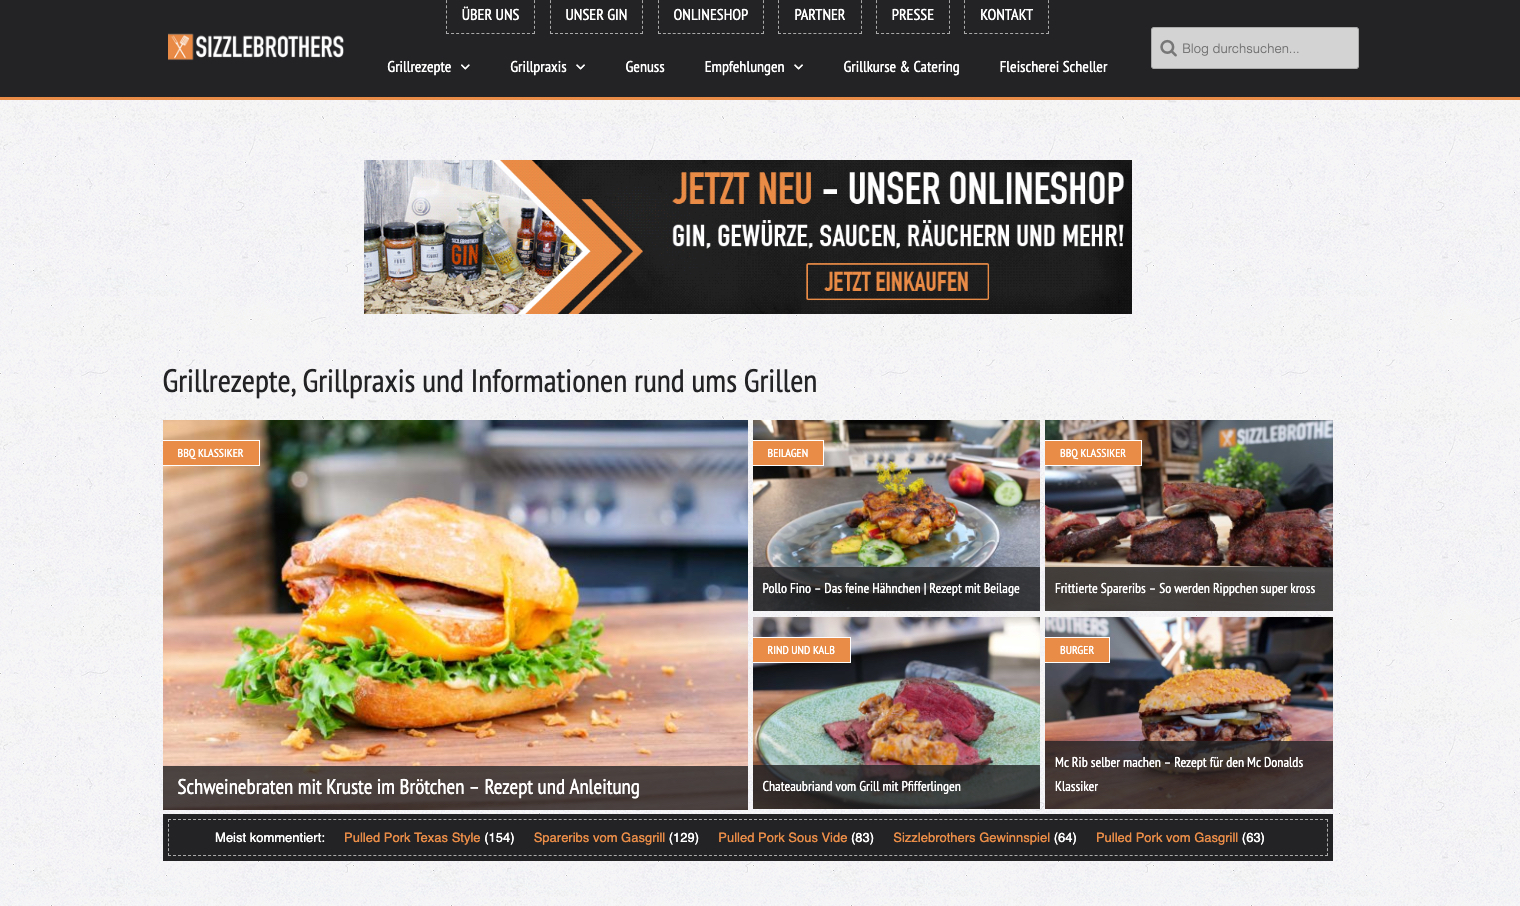 ÜBER UNS
UNSER GIN
ONLINESHOP
PARTNER
PRESSE
KONTAKT
SIZZLEBROTHERS
Grillrezepte
Grillpraxis
Genuss
Empfehlungen
Grillkurse & Catering
Fleischerei Scheller
Blog durchsuchen...
JETZT NEU – UNSER ONLINESHOP
GIN, GEWÜRZE, SAUCEN, RÄUCHERN UND MEHR!
JETZT EINKAUFEN
GIN
Grillrezepte, Grillpraxis und Informationen rund ums Grillen
BBQ KLASSIKER
Schweinebraten mit Kruste im Brötchen – Rezept und Anleitung
BEILAGEN
Pollo Fino – Das feine Hähnchen | Rezept mit Beilage
BBQ KLASSIKER
SIZZLEBROTHE
Frittierte Spareribs – So werden Rippchen super kross
RIND UND KALB
Chateaubriand vom Grill mit Pfifferlingen
BURGER
Mc Rib selber machen – Rezept für den Mc Donalds
Klassiker
Meist kommentiert: Pulled Pork Texas Style (154) Spareribs vom Gasgrill (129) Pulled Pork Sous Vide (83) Sizzlebrothers Gewinnspiel (64) Pulled Pork vom Gasgrill (63)